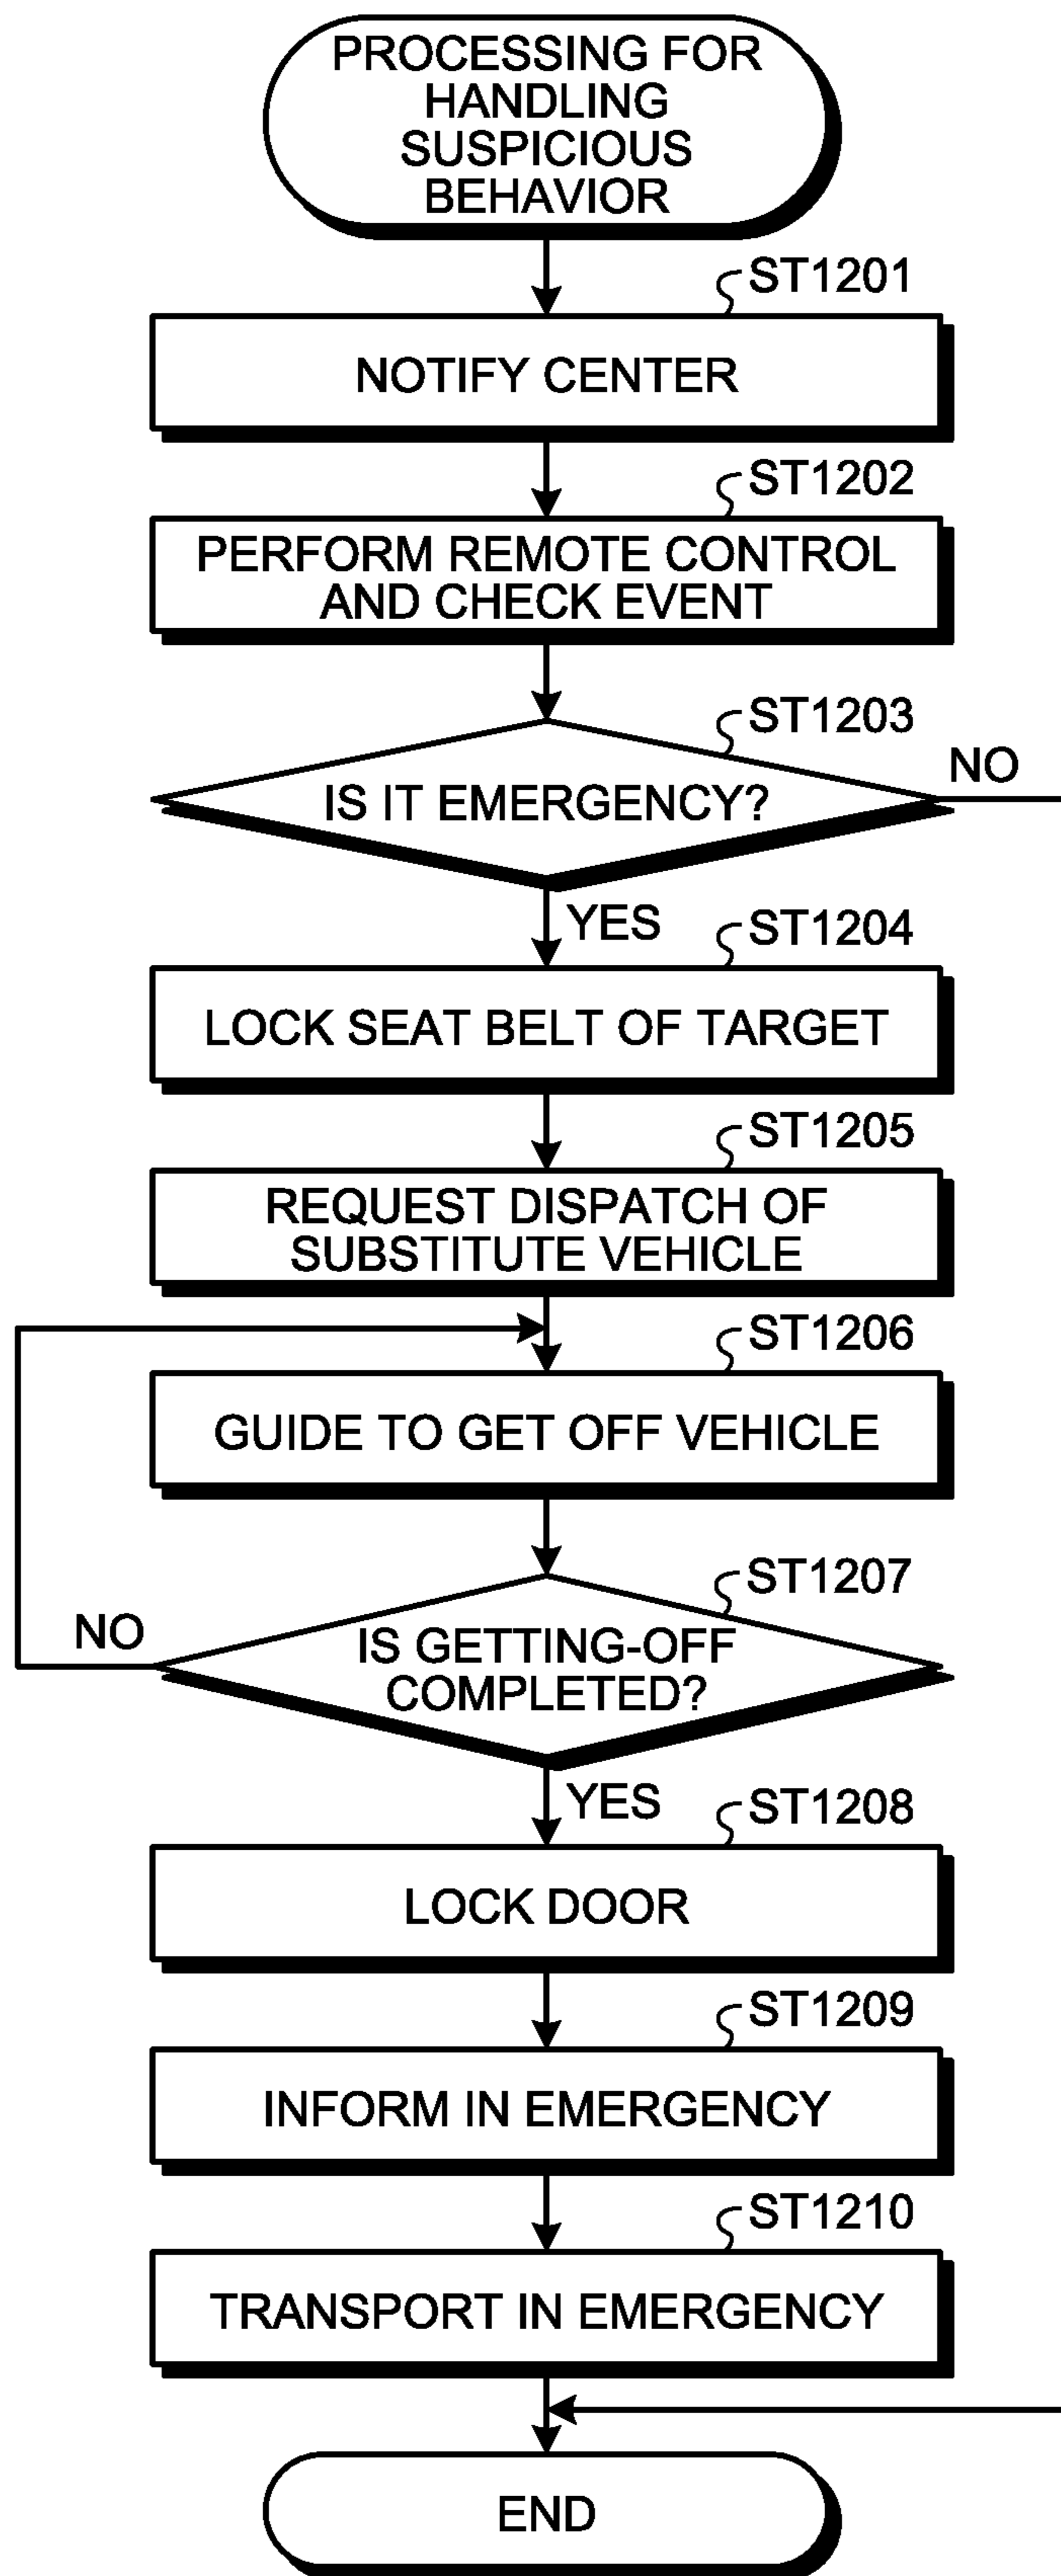 PROCESSING FOR
HANDLING
SUSPICIOUS
BEHAVIOR
ST1201
NOTIFY CENTER
ST1202
PERFORM REMOTE CONTROL
AND CHECK EVENT
ST1203
NO
IS IT EMERGENCY?
YES
ST1204
LOCK SEAT BELT OF TARGET
ST1205
REQUEST DISPATCH OF
SUBSTITUTE VEHICLE
ST1206
GUIDE TO GET OFF VEHICLE
ST1207
NO
IS GETTING-OFF
COMPLETED?
YES
ST1208
LOCK DOOR
ST1209
INFORM IN EMERGENCY
ST1210
TRANSPORT IN EMERGENCY
END